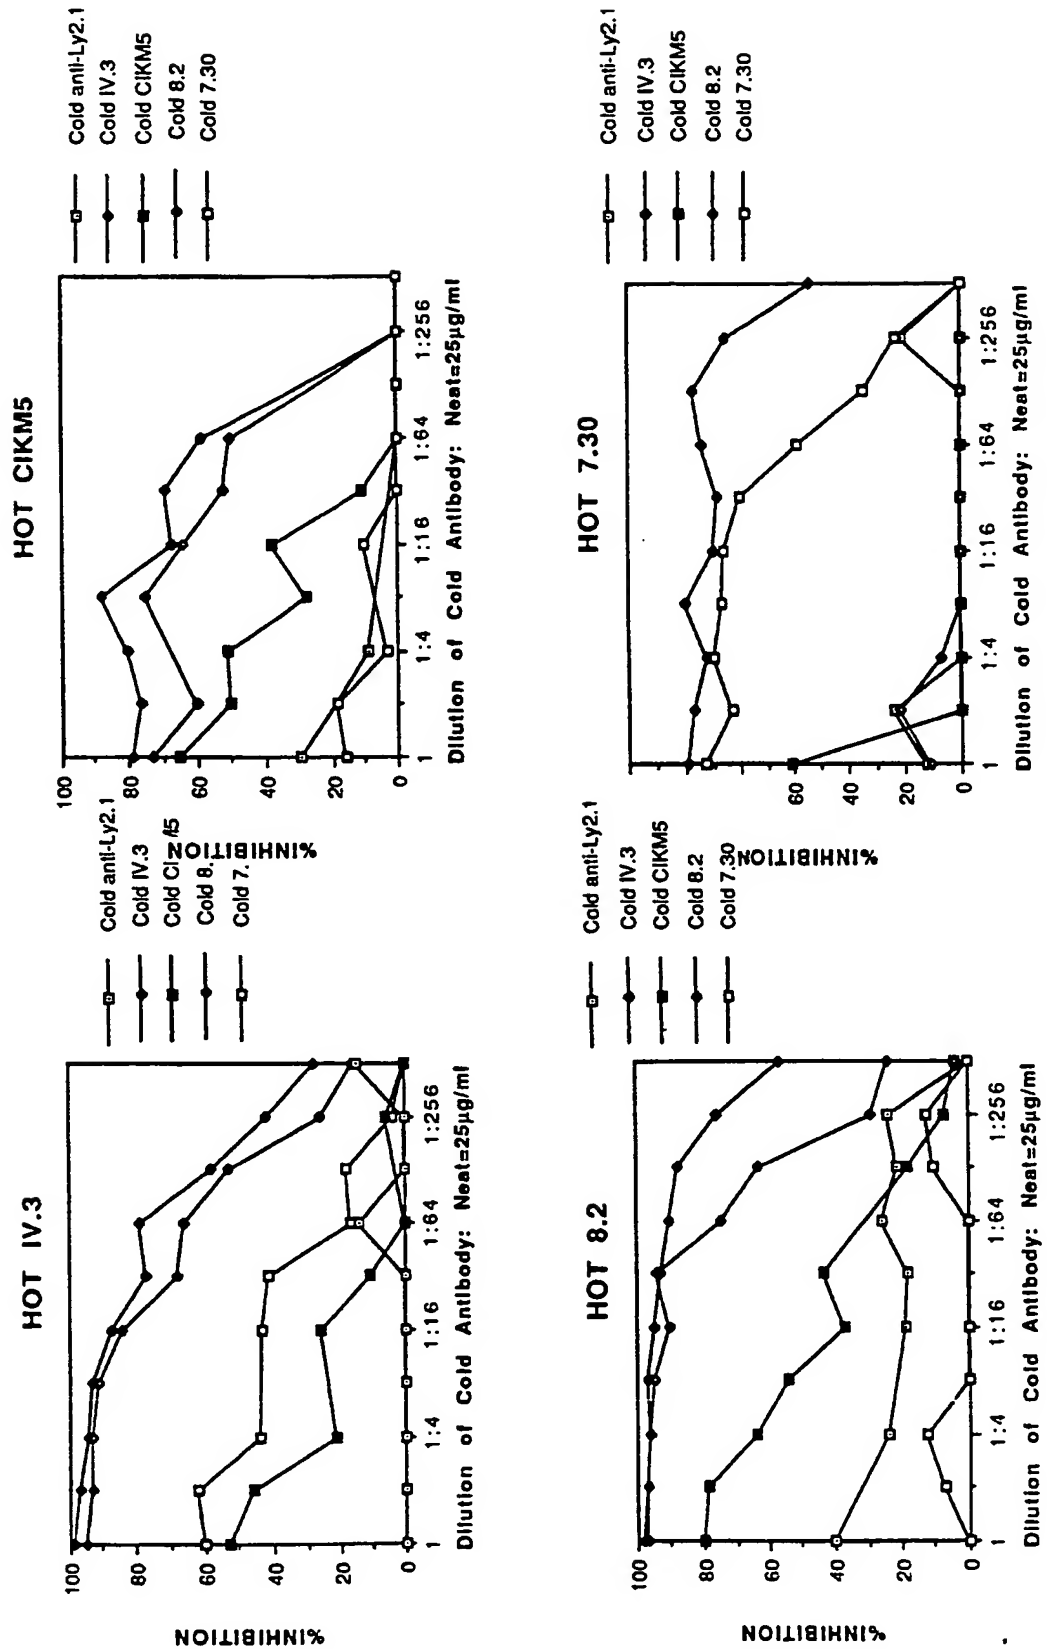 HOT IV.3
100
80
60
40
20
0
%INHIBITION
1
1:4
1:16
1:64
1:256
Dilution of Cold Antibody: Neat=25µg/ml
Cold anti-Ly2.1
Cold IV.3
Cold
Cold 8.
Cold 7.
HOT CIKM5
100
80
60
40
20
0
%INHIBITION
1
1:4
1:16
1:64
1:256
Dilution of Cold Antibody: Neat=25µg/ml
Cold anti-Ly2.1
Cold IV.3
Cold CIKM5
Cold 8.2
Cold 7.30
HOT 8.2
100
80
60
40
20
0
%INHIBITION
1
1:4
1:16
1:64
1:256
Dilution of Cold Antibody: Neat=25µg/ml
Cold anti-Ly2.1
Cold IV.3
Cold CIKM5
Cold 8.2
Cold 7.30
HOT 7.30
60
40
20
0
%INHIBITION
1
1:4
1:16
1:64
1:256
Dilution of Cold Antibody: Neat=25µg/ml
Cold anti-Ly2.1
Cold IV.3
Cold CIKM5
Cold 8.2
Cold 7.30